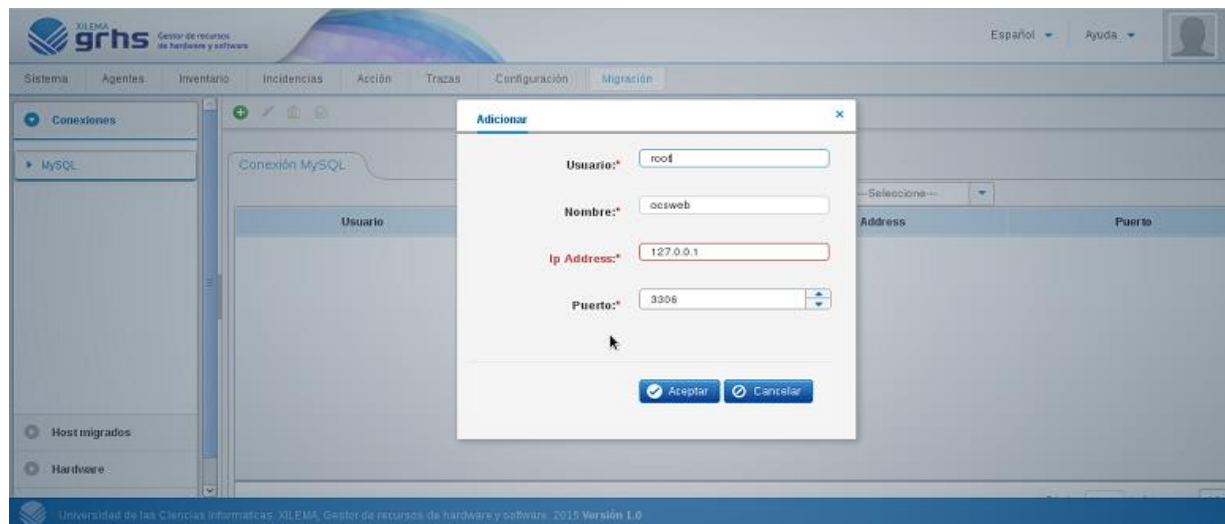 XILEMA
grhs Gestor de recursos
de hardware y software
Español
Ayuda
Sistema Agentes Inventario Incidencias Acción Trazas Configuración Migración
Conexiones
MySQL
Host migrados
Hardware
Conexión MySQL
---Seleccione---
Usuario Address Puerto
Adicionar
Usuario:* root
Nombre:* ocsweb
Ip Address:* 127.0.0.1
Puerto:* 3306
Aceptar Cancelar
Universidad de las Ciencias Informaticas. XILEMA, Gestor de recursos de hardware y software. 2015 Versión 1.0